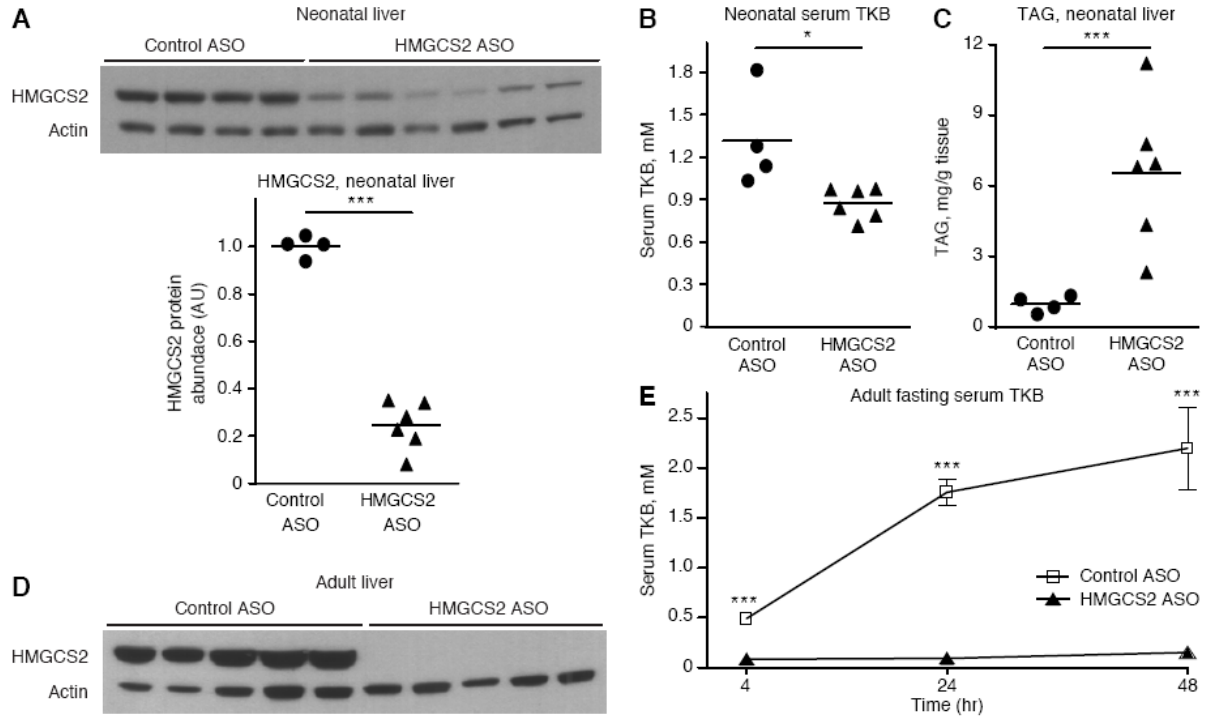 A
Neonatal liver
Control ASO HMGCS2 ASO
HMGCS2
Actin
HMGCS2, neonatal liver
***
HMGCS2 protein
abundace (AU)
1.0
0.8
0.6
0.4
0.2
0
Control
ASO
HMGCS2
ASO
B
Neonatal serum TKB
*
Serum TKB, mM
1.8
1.5
1.2
0.9
0.6
0.3
0
Control
ASO
HMGCS2
ASO
C
TAG, neonatal liver
***
TAG, mg/g tissue
12
9
6
3
0
Control
ASO
HMGCS2
ASO
D
Adult liver
Control ASO HMGCS2 ASO
HMGCS2
Actin
E
Adult fasting serum TKB
***
***
***
Serum TKB, mM
2.5
2.0
1.5
1.0
0.5
0
Control ASO
HMGCS2 ASO
4 24 48
Time (hr)